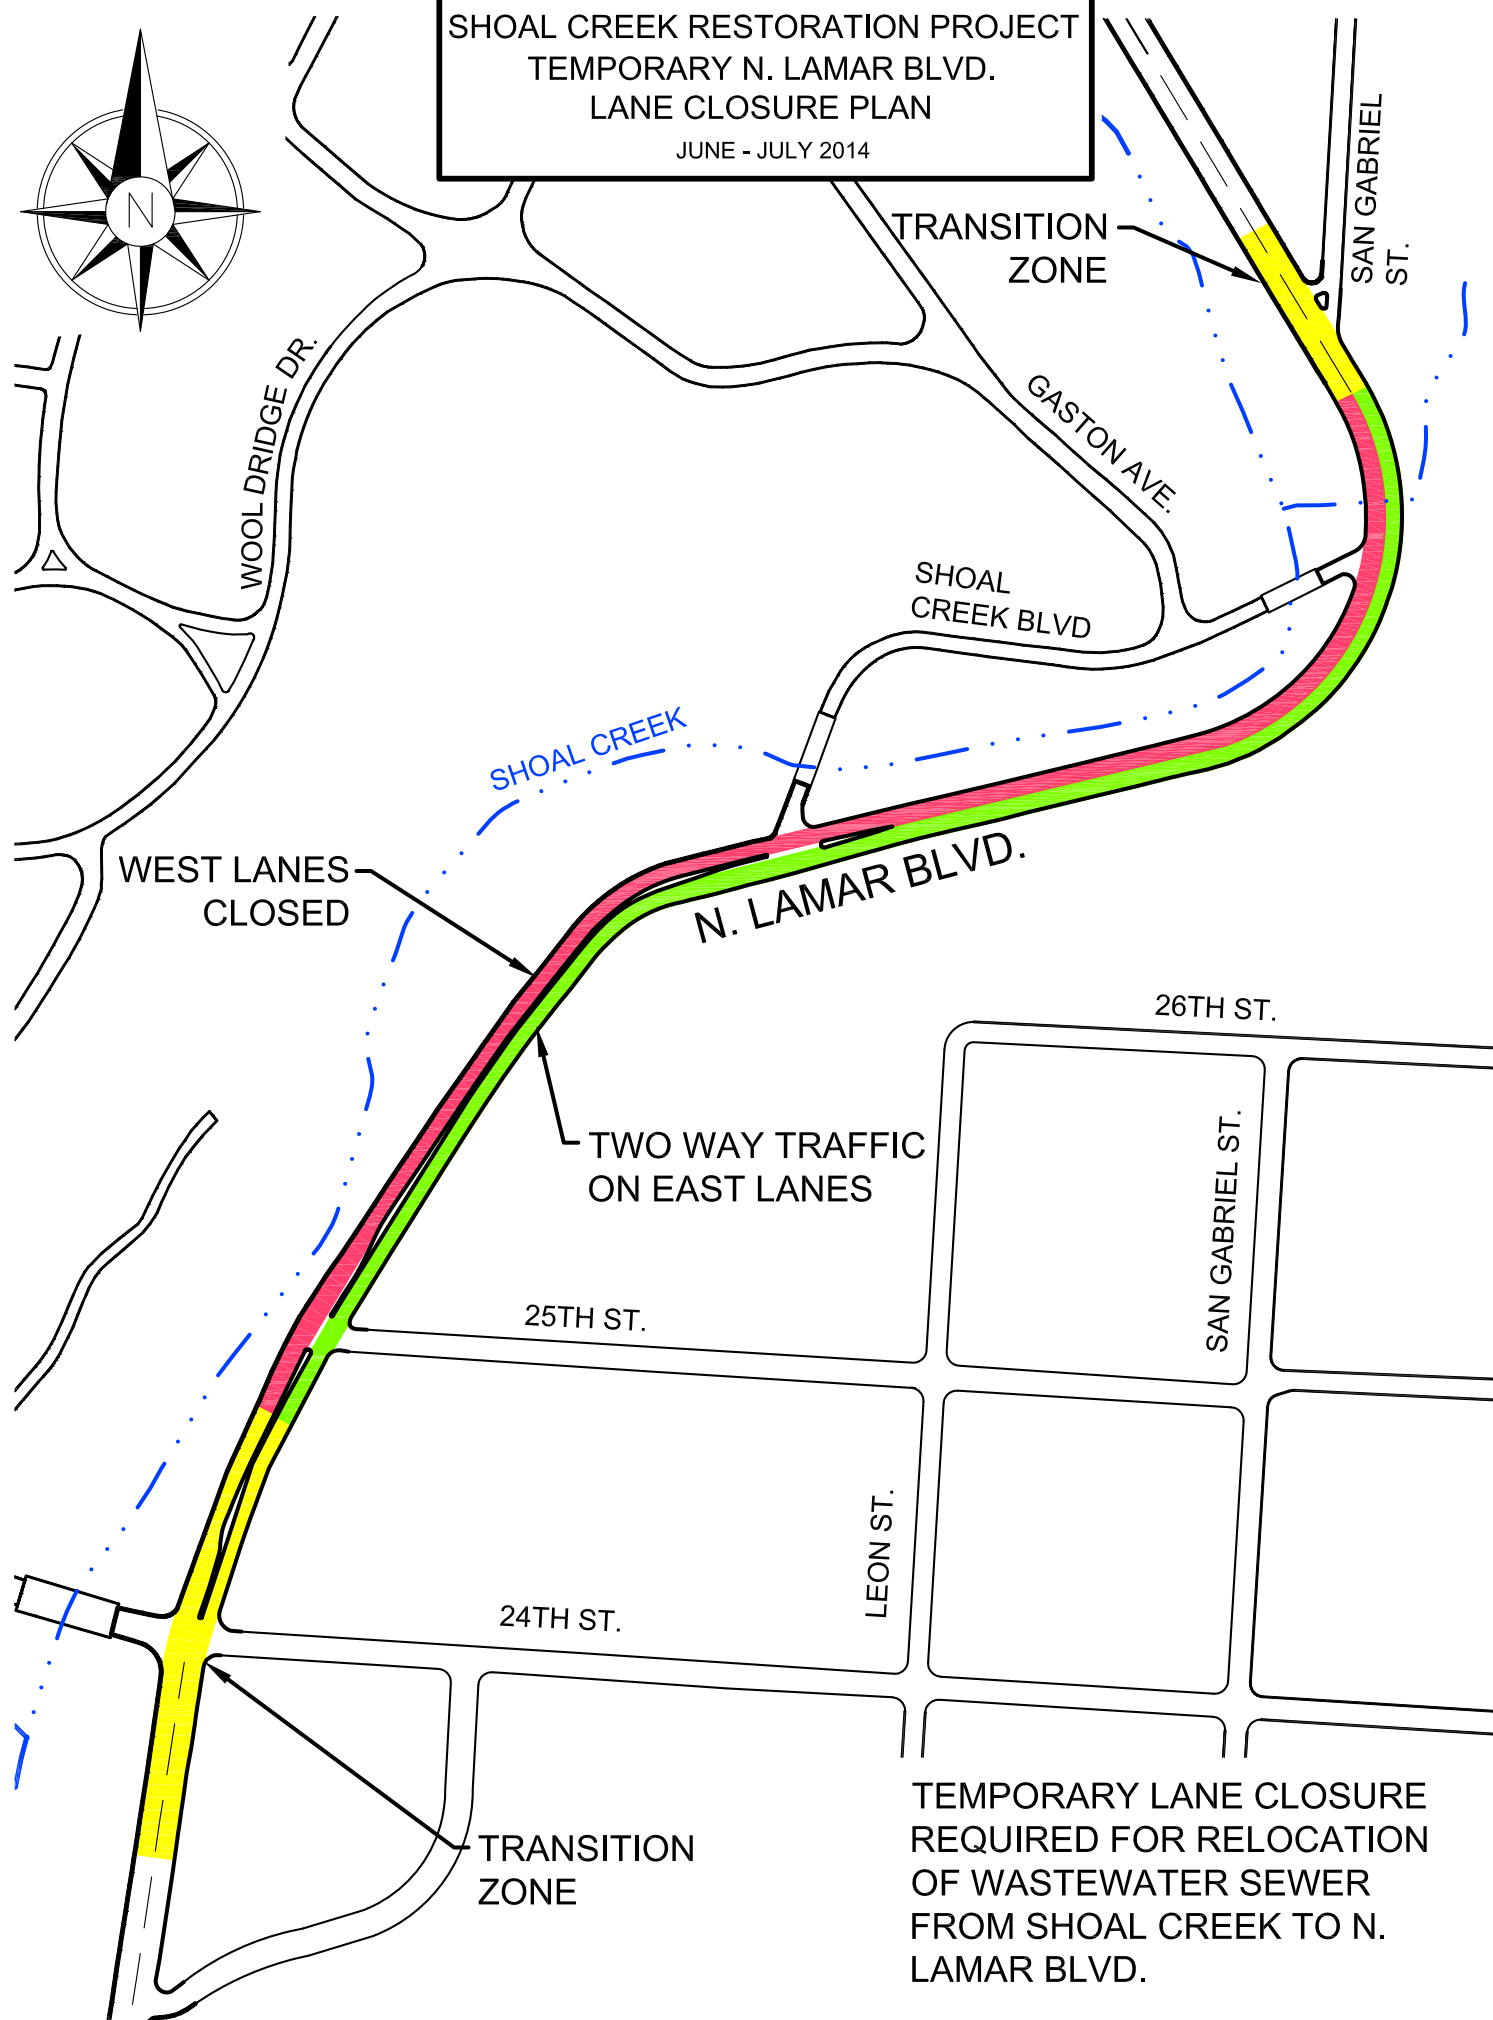 SHOAL CREEK RESTORATION PROJECT
TEMPORARY N. LAMAR BLVD.
LANE CLOSURE PLAN
JUNE - JULY 2014
N
TRANSITION
ZONE
SAN GABRIEL
ST.
WOOL DRIDGE DR.
GASTON AVE.
SHOAL
CREEK BLVD
SHOAL CREEK
WEST LANES
CLOSED
N. LAMAR BLVD.
26TH ST.
TWO WAY TRAFFIC
ON EAST LANES
SAN GABRIEL ST.
25TH ST.
LEON ST.
24TH ST.
TRANSITION
ZONE
TEMPORARY LANE CLOSURE
REQUIRED FOR RELOCATION
OF WASTEWATER SEWER
FROM SHOAL CREEK TO N.
LAMAR BLVD.